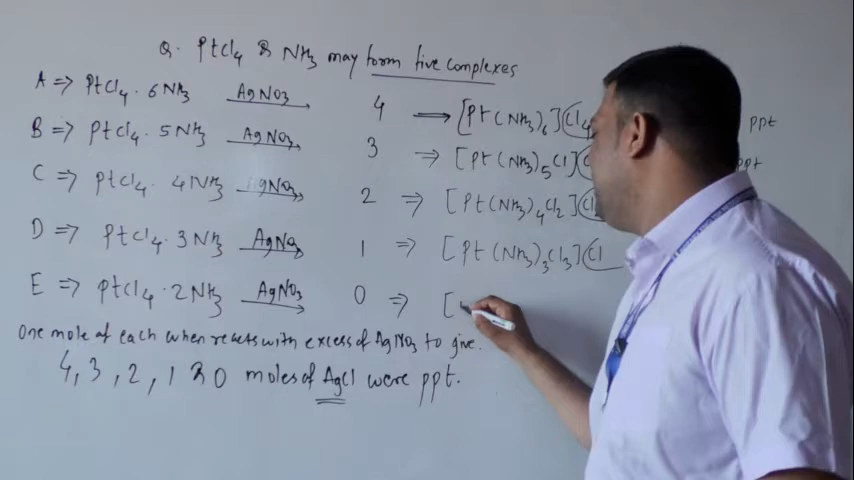 Q. PtCl4 & NH3 may form five complexes
A => PtCl4 . 6NH3 AgNO3 4 => [Pt(NH3)6]Cl4 ppt
B => PtCl4 . 5NH3 AgNO3 3 => [Pt(NH3)5Cl] ppt
C => PtCl4 . 4NH3 AgNO3 2 => [Pt(NH3)4Cl2]Cl2
D => PtCl4 . 3NH3 AgNO3 1 => [Pt(NH3)3Cl3]Cl
E => PtCl4 . 2NH3 AgNO3 0 => [
One mole of each when reacts with excess of AgNO3 to give.
4, 3, 2, 1 & 0 moles of AgCl were ppt.